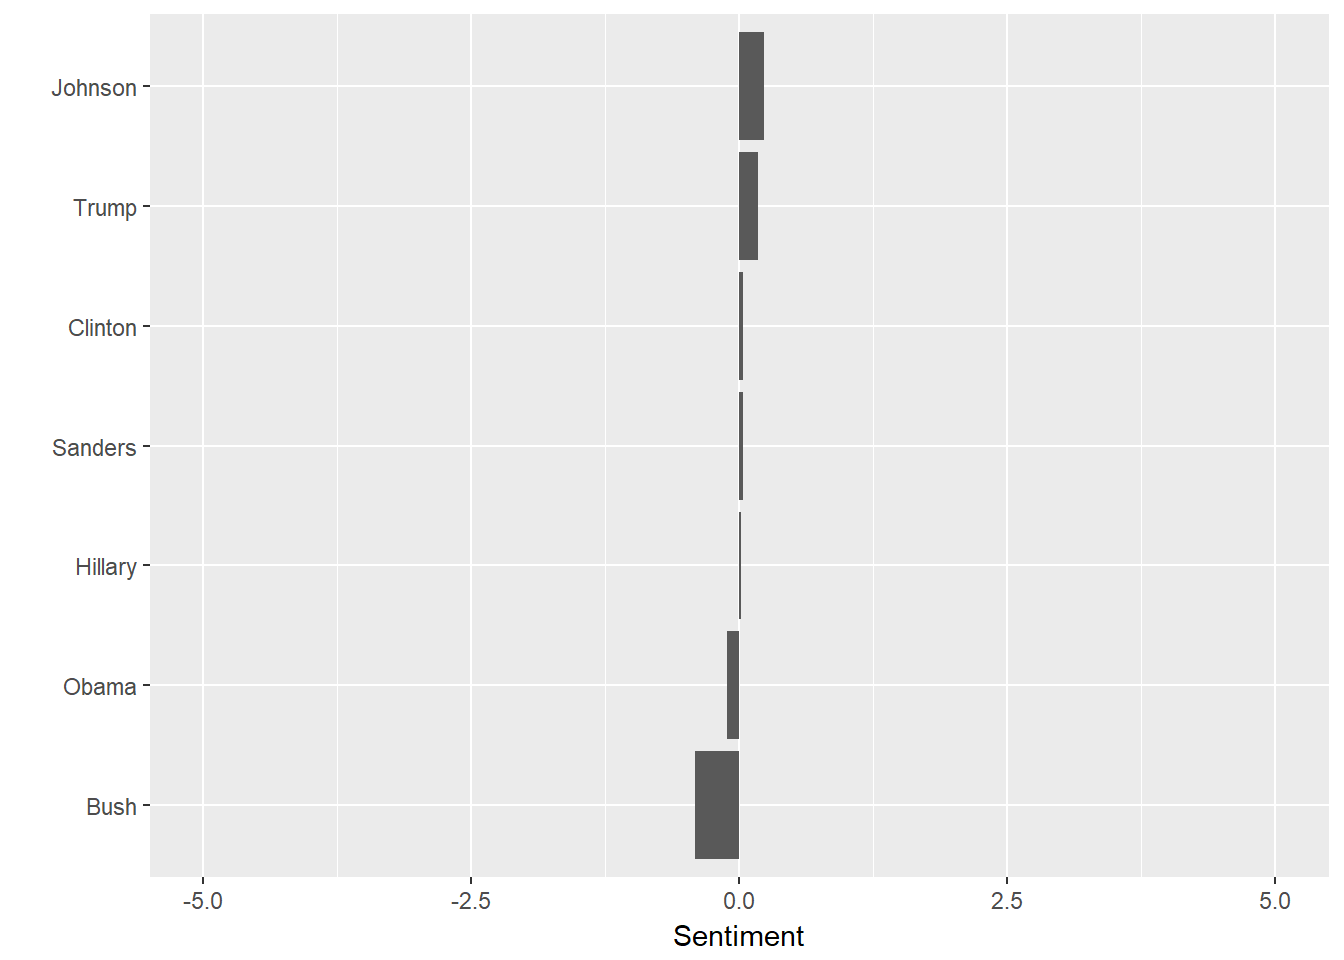 Johnson
Trump
Clinton
Sanders
Hillary
Obama
Bush
-5.0 -2.5 0.0 2.5 5.0
Sentiment